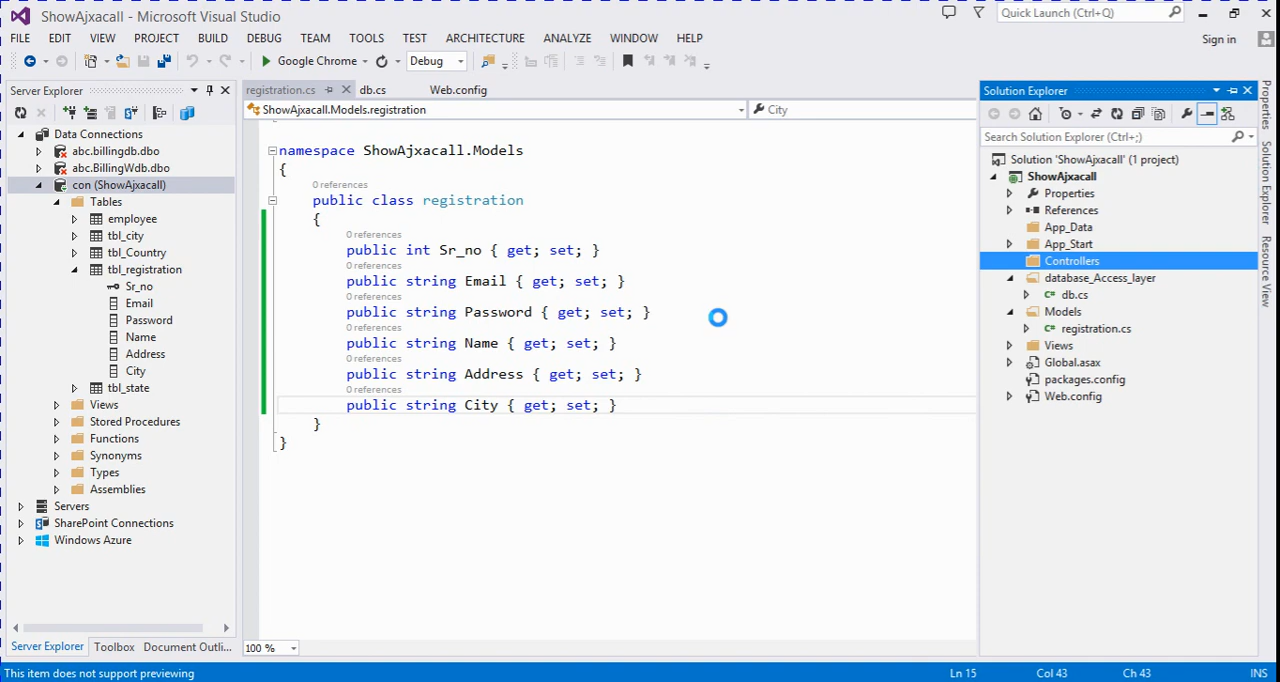 ShowAjxacall - Microsoft Visual Studio
Quick Launch (Ctrl+Q)
FILE EDIT VIEW PROJECT BUILD DEBUG TEAM TOOLS TEST ARCHITECTURE ANALYZE WINDOW HELP
Sign in
Google Chrome
Debug
Server Explorer
Data Connections
abc.billingdb.dbo
abc.BillingWdb.dbo
con (ShowAjxacall)
Tables
employee
tbl_city
tbl_Country
tbl_registration
Sr_no
Email
Password
Name
Address
City
tbl_state
Views
Stored Procedures
Functions
Synonyms
Types
Assemblies
Servers
SharePoint Connections
Windows Azure
Server Explorer Toolbox Document Outli...
registration.cs db.cs Web.config
ShowAjxacall.Models.registration
City
namespace ShowAjxacall.Models
{
0 references
public class registration
{
0 references
public int Sr_no { get; set; }
0 references
public string Email { get; set; }
0 references
public string Password { get; set; }
0 references
public string Name { get; set; }
0 references
public string Address { get; set; }
0 references
public string City { get; set; }
}
}
100 %
Solution Explorer
Search Solution Explorer (Ctrl+;)
Solution 'ShowAjxacall' (1 project)
ShowAjxacall
Properties
References
App_Data
App_Start
Controllers
database_Access_layer
db.cs
Models
registration.cs
Views
Global.asax
packages.config
Web.config
Properties
Solution Explorer
Resource View
This item does not support previewing
Ln 15 Col 43 Ch 43 INS